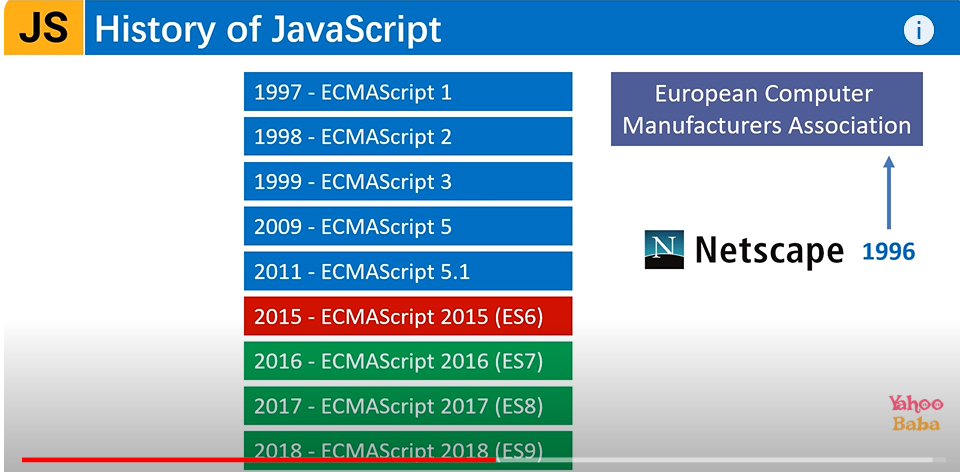 JS
History of JavaScript
i
1997 - ECMAScript 1
1998 - ECMAScript 2
1999 - ECMAScript 3
2009 - ECMAScript 5
2011 - ECMAScript 5.1
2015 - ECMAScript 2015 (ES6)
2016 - ECMAScript 2016 (ES7)
2017 - ECMAScript 2017 (ES8)
2018 - ECMAScript 2018 (ES9)
European Computer
Manufacturers Association
N Netscape 1996
Yahoo
Baba